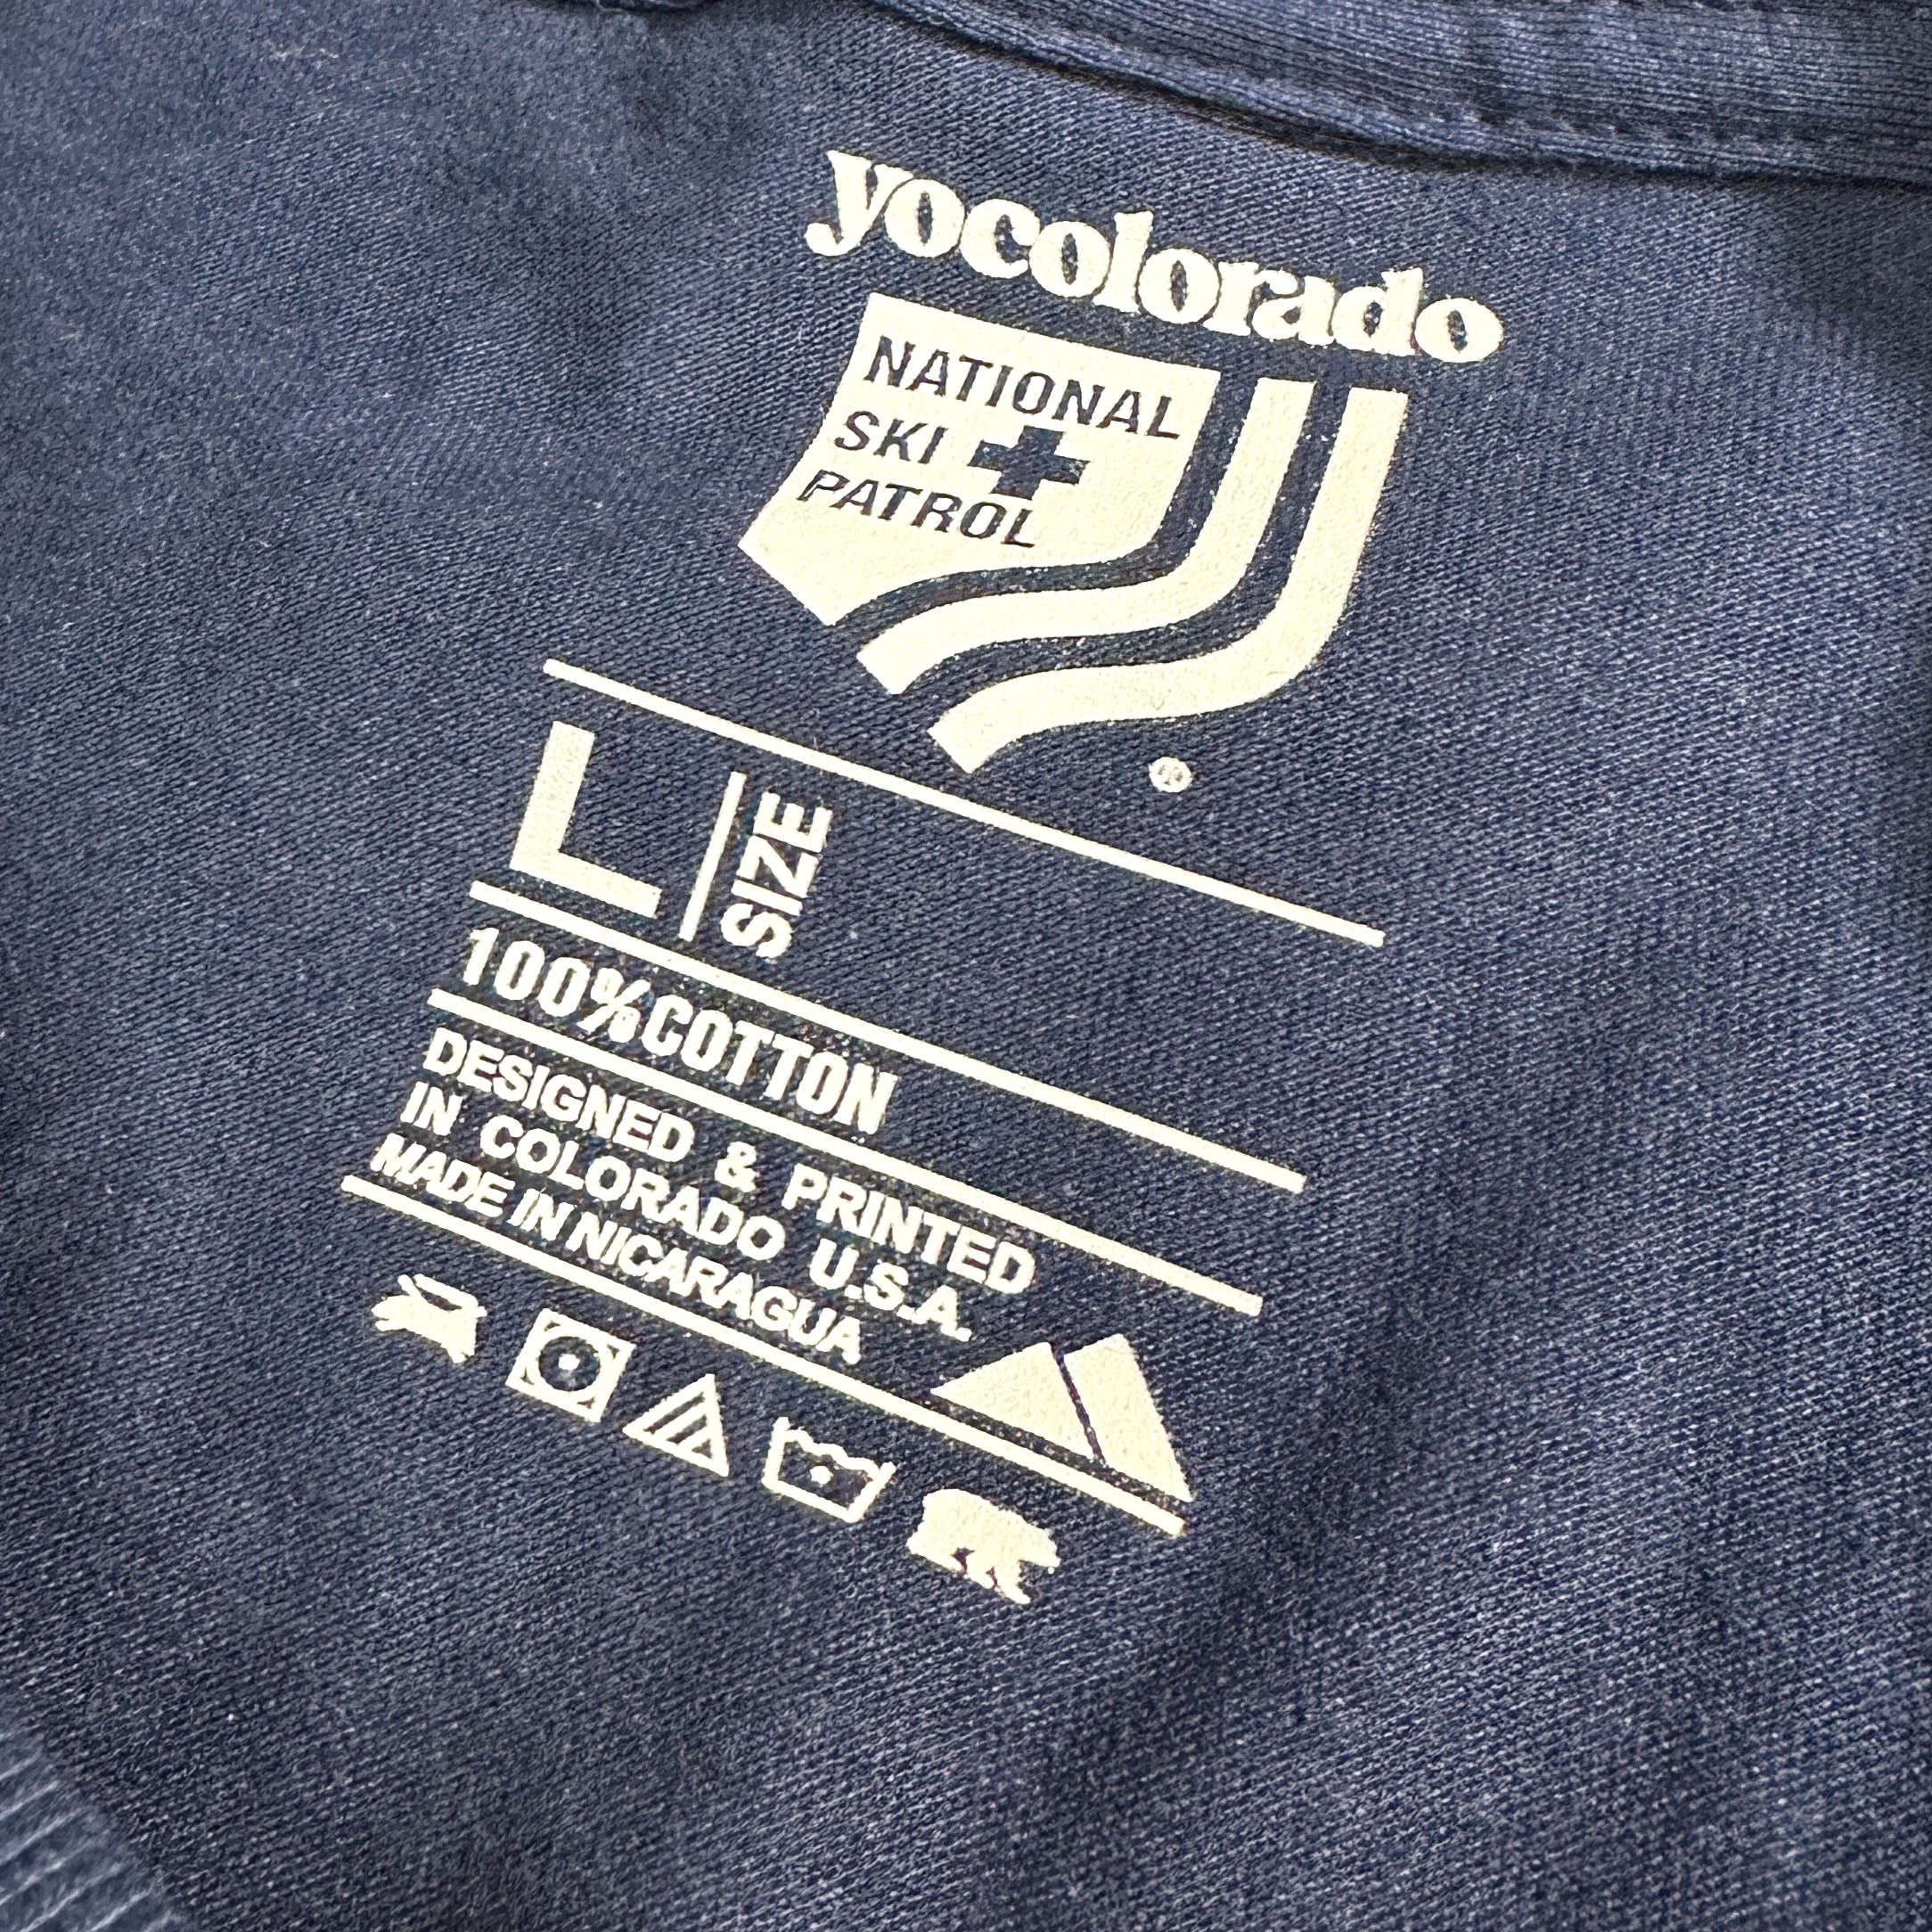 yocolorado
NATIONAL
SKI
PATROL
®
L SIZE
100% COTTON
DESIGNED & PRINTED
IN COLORADO U.S.A.
MADE IN NICARAGUA